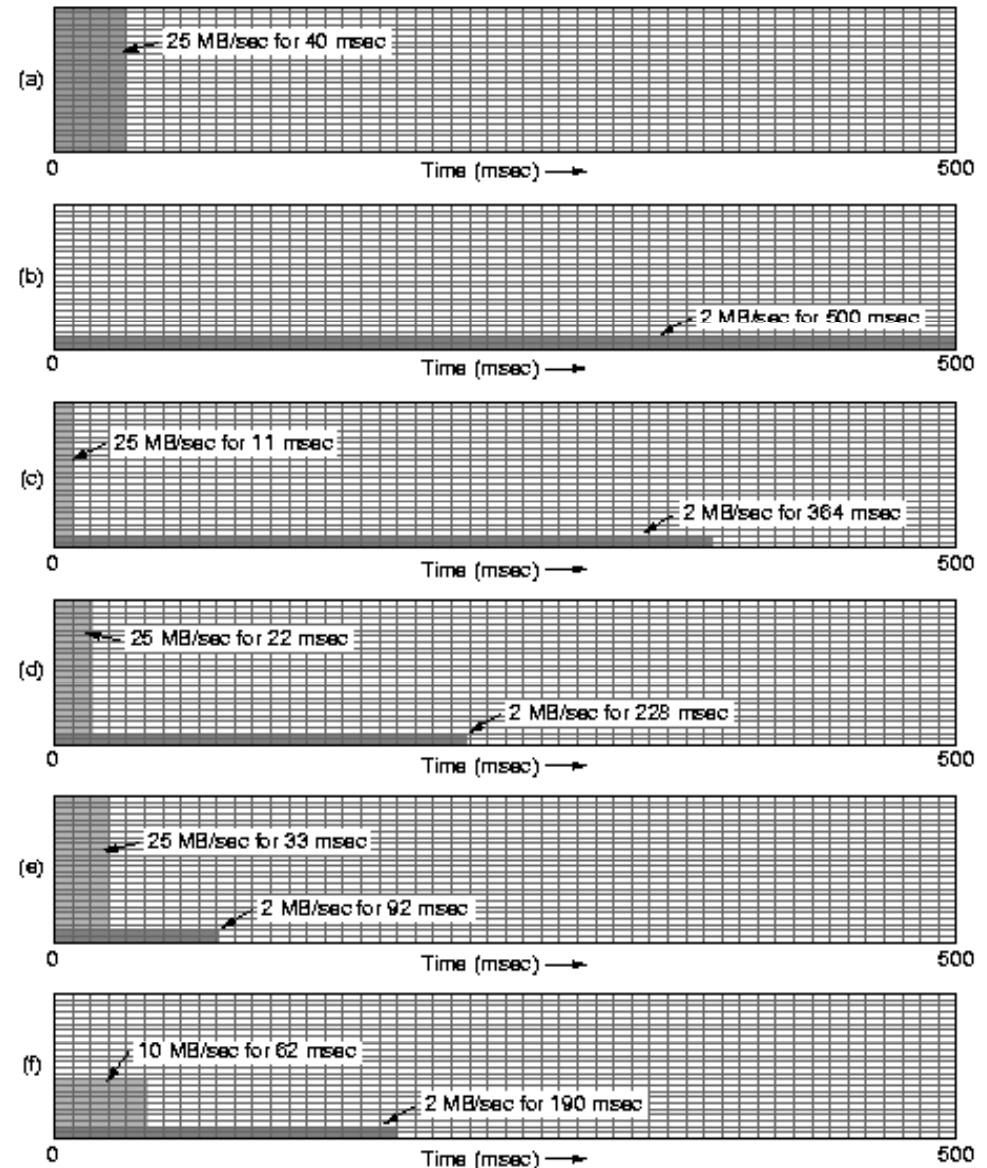 25 MB/sec for 40 msec
(a)
0 500
Time (msec)
(b)
2 MB/sec for 500 msec
0 500
Time (msec)
25 MB/sec for 11 msec
(c)
2 MB/sec for 364 msec
0 500
Time (msec)
25 MB/sec for 22 msec
(d)
2 MB/sec for 228 msec
0 500
Time (msec)
25 MB/sec for 33 msec
(e)
2 MB/sec for 92 msec
0 500
Time (msec)
10 MB/sec for 62 msec
(f)
2 MB/sec for 190 msec
0 500
Time (msec)